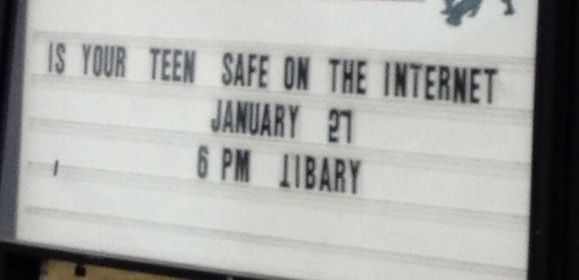 IS YOUR TEEN SAFE ON THE INTERNET
JANUARY 27
6 PM LIBARY